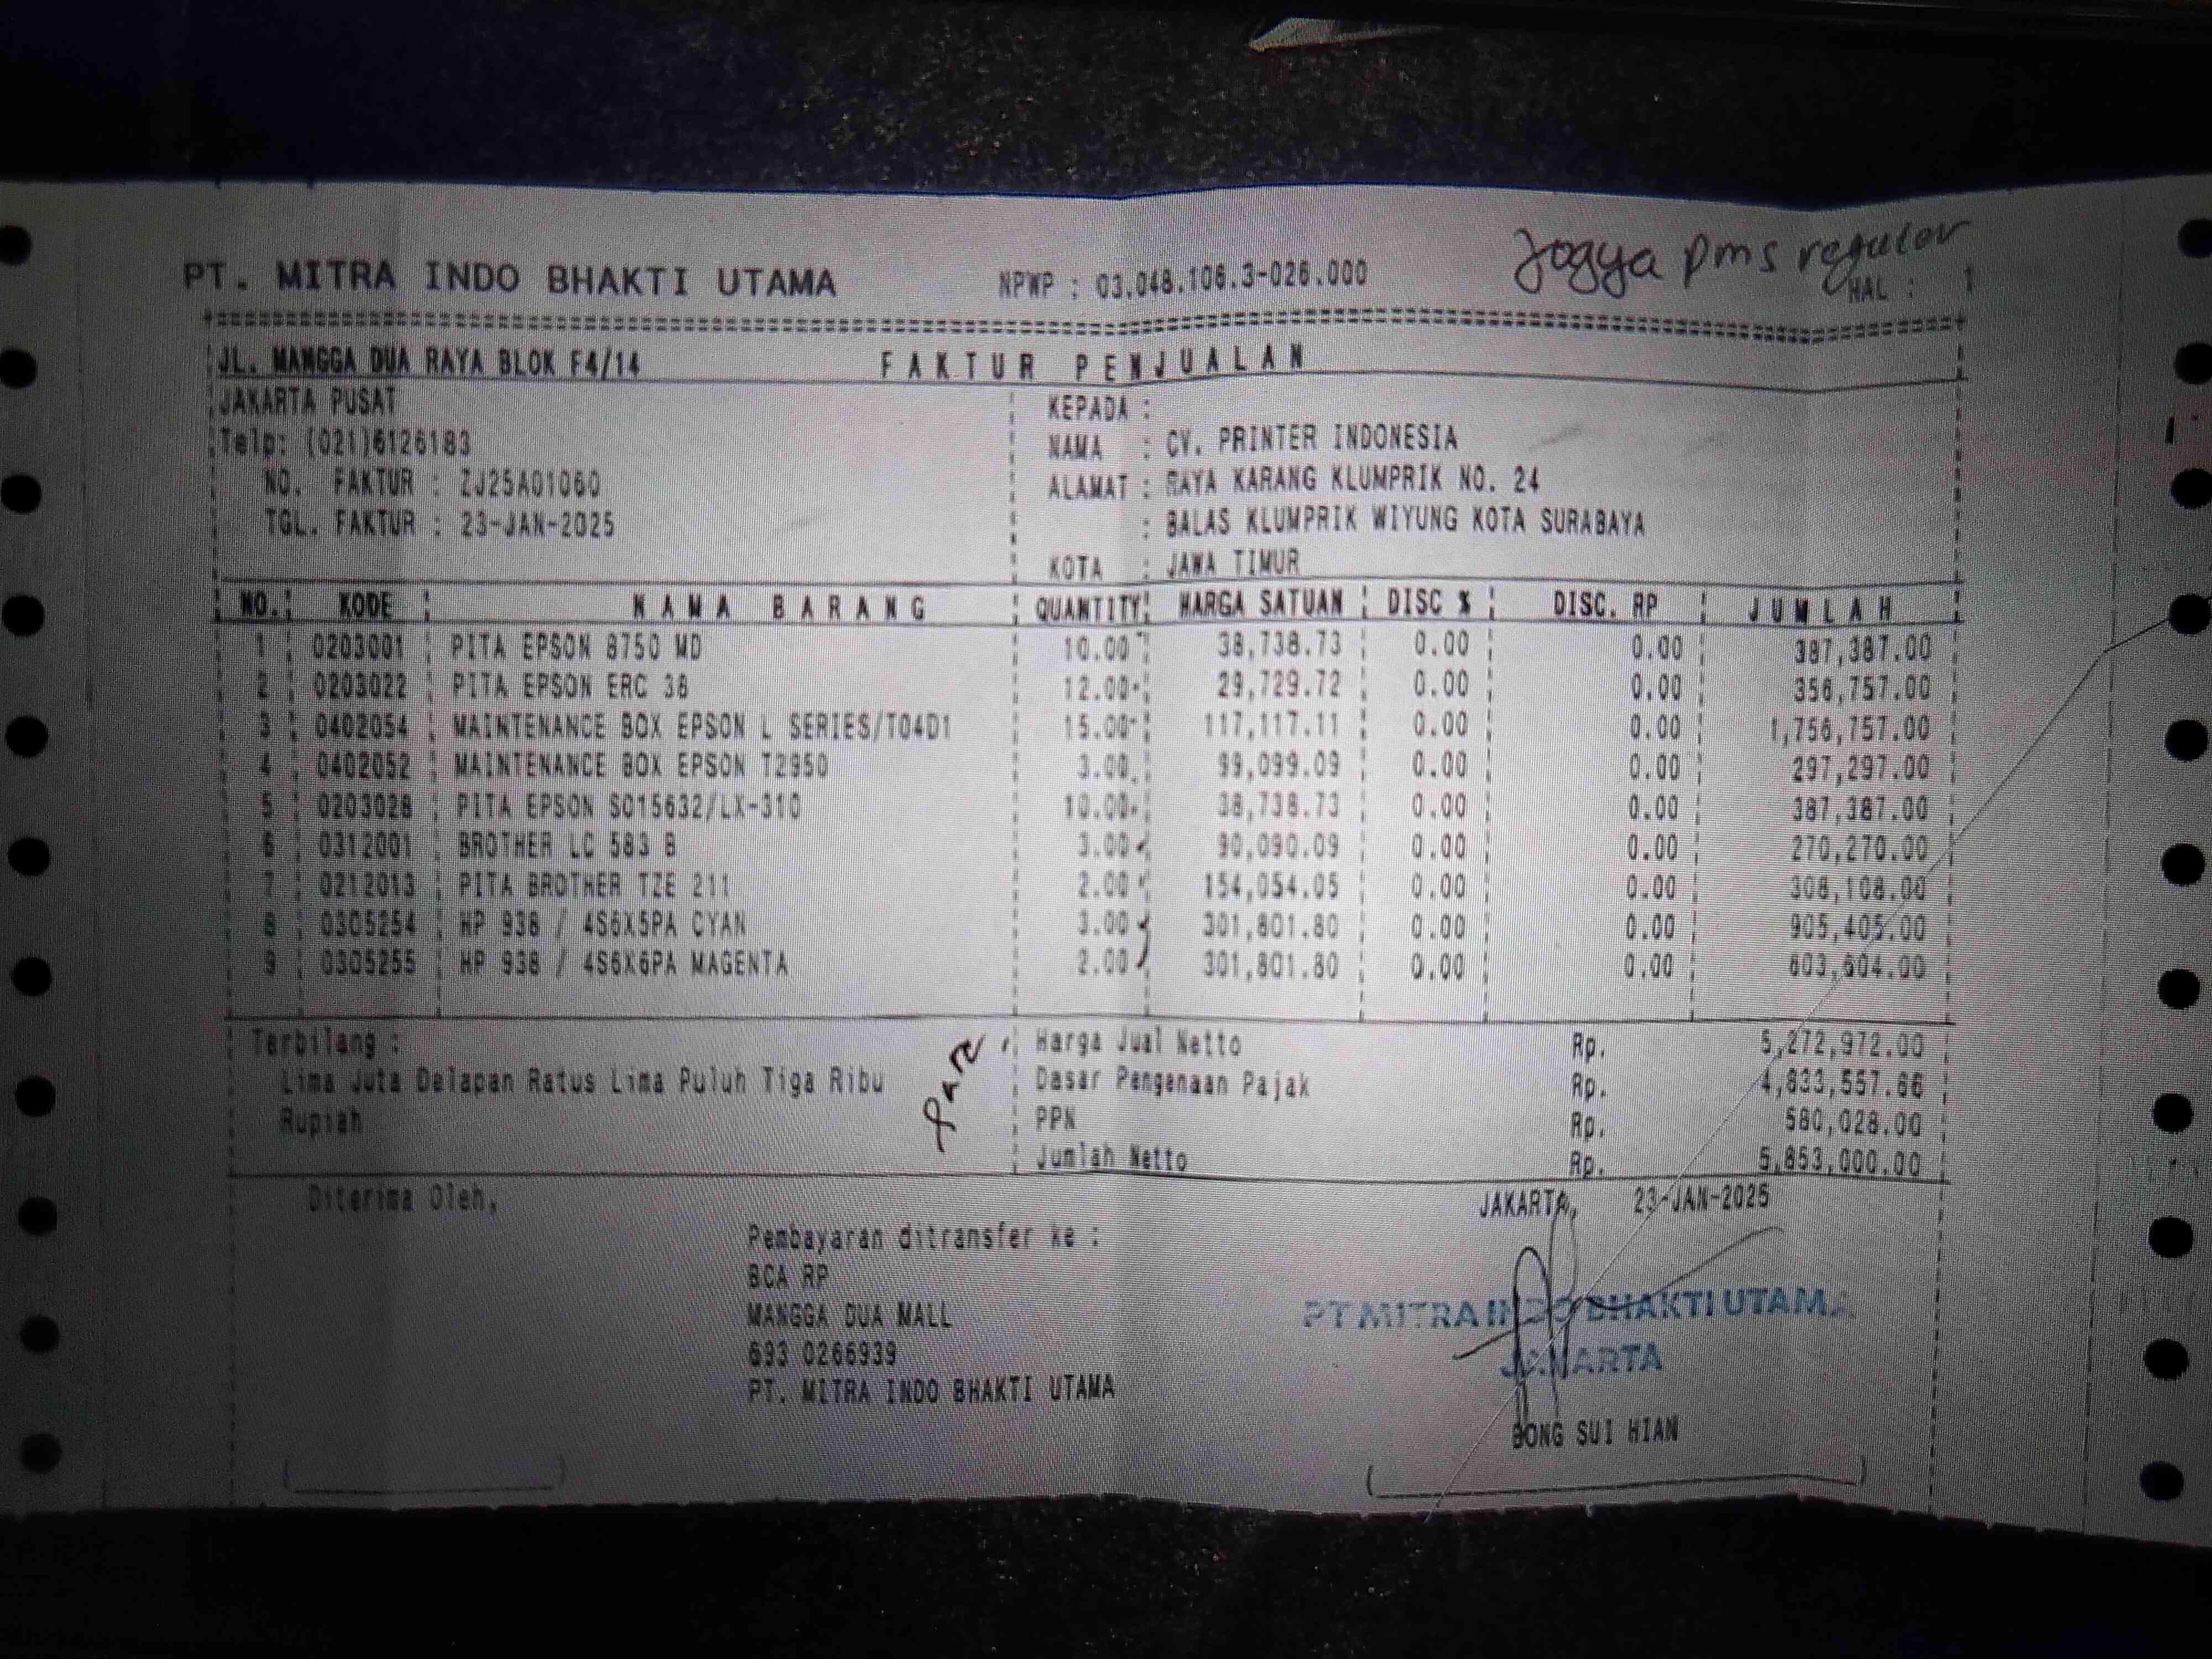 Jogya pms reguler
PT. MITRA INDO BHAKTI UTAMA NPWP : 03.048.106.3-026.000 HAL : 1
JL. MANGGA DUA RAYA BLOK F4/14 FAKTUR PENJUALAN
JAKARTA PUSAT KEPADA :
Telp: (021)6126183 NAMA : CV. PRINTER INDONESIA
NO. FAKTUR : ZJ25A01060 ALAMAT : RAYA KARANG KLUMPRIK NO. 24
TGL. FAKTUR : 23-JAN-2025 : BALAS KLUMPRIK WIYUNG KOTA SURABAYA
KOTA : JAWA TIMUR
NO. KODE NAMA BARANG QUANTITY HARGA SATUAN DISC % DISC. RP JUMLAH
1 0203001 PITA EPSON 8750 MD 10.00 38,738.73 0.00 0.00 387,387.00
2 0203022 PITA EPSON ERC 38 12.00 29,729.72 0.00 0.00 356,757.00
3 0402054 MAINTENANCE BOX EPSON L SERIES/T04D1 15.00 117,117.11 0.00 0.00 1,756,757.00
4 0402052 MAINTENANCE BOX EPSON T2950 3.00 99,099.09 0.00 0.00 297,297.00
5 0203028 PITA EPSON SO15632/LX-310 10.00 38,738.73 0.00 0.00 387,387.00
6 0312001 BROTHER LC 583 B 3.00 90,090.09 0.00 0.00 270,270.00
7 0212013 PITA BROTHER TZE 211 2.00 154,054.05 0.00 0.00 308,108.00
8 0305254 HP 938 / 4S6X5PA CYAN 3.00 301,801.80 0.00 0.00 905,405.00
9 0305255 HP 938 / 4S6X6PA MAGENTA 2.00 301,801.80 0.00 0.00 603,604.00
Terbilang : Harga Jual Netto Rp. 5,272,972.00
Lima Juta Delapan Ratus Lima Puluh Tiga Ribu Dasar Pengenaan Pajak Rp. 4,833,557.66
Rupiah PPN Rp. 580,028.00
Jumlah Netto Rp. 5,853,000.00
Diterima Oleh, JAKARTA, 23-JAN-2025
Pembayaran ditransfer ke :
BCA RP
MANGGA DUA MALL PT MITRA INDO BHAKTI UTAMA
693 0266939 JAKARTA
PT. MITRA INDO BHAKTI UTAMA
BONG SUI HIAN